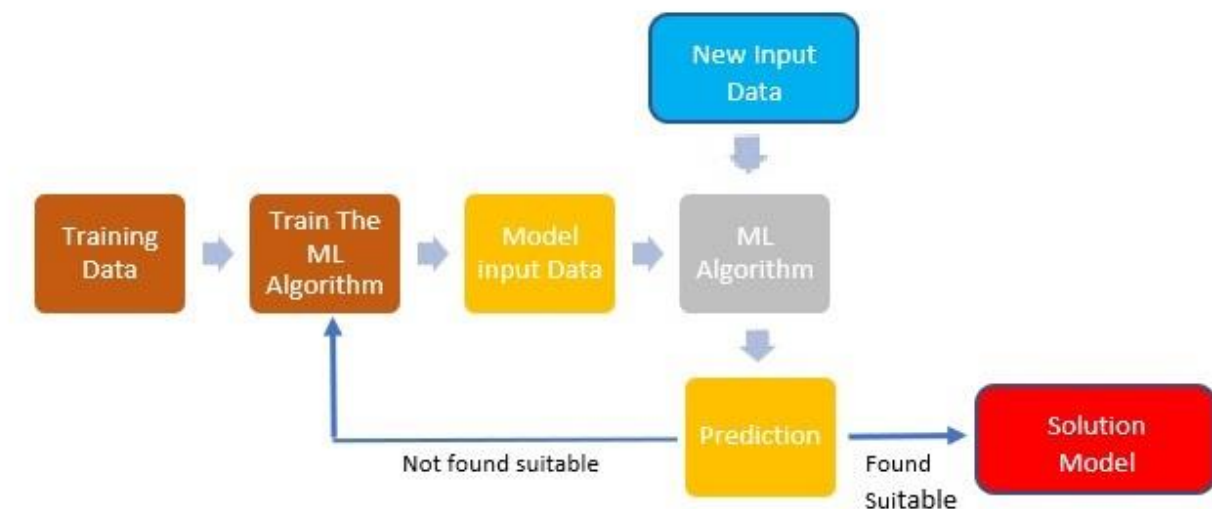 New Input
Data
Training
Data
Train The
ML
Algorithm
Model
input Data
ML
Algorithm
Prediction
Solution
Model
Not found suitable
Found
Suitable